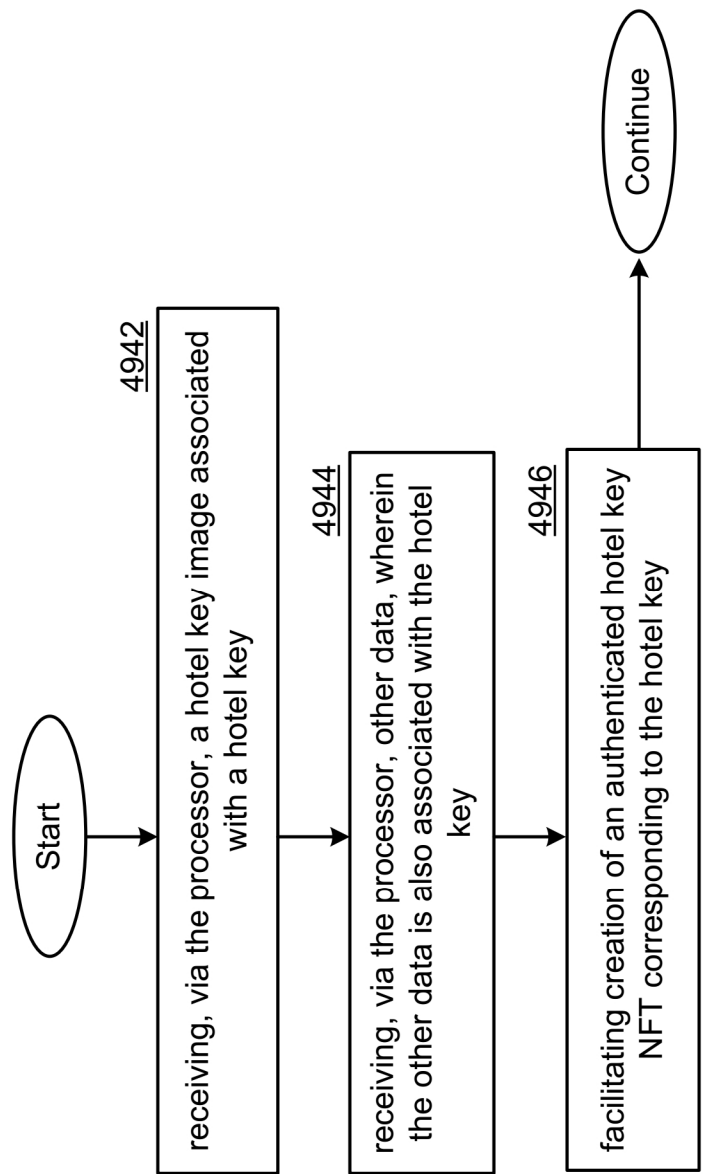 Start
4942
receiving, via the processor, a hotel key image associated
with a hotel key
4944
receiving, via the processor, other data, wherein
the other data is also associated with the hotel
key
4946
facilitating creation of an authenticated hotel key
NFT corresponding to the hotel key
Continue